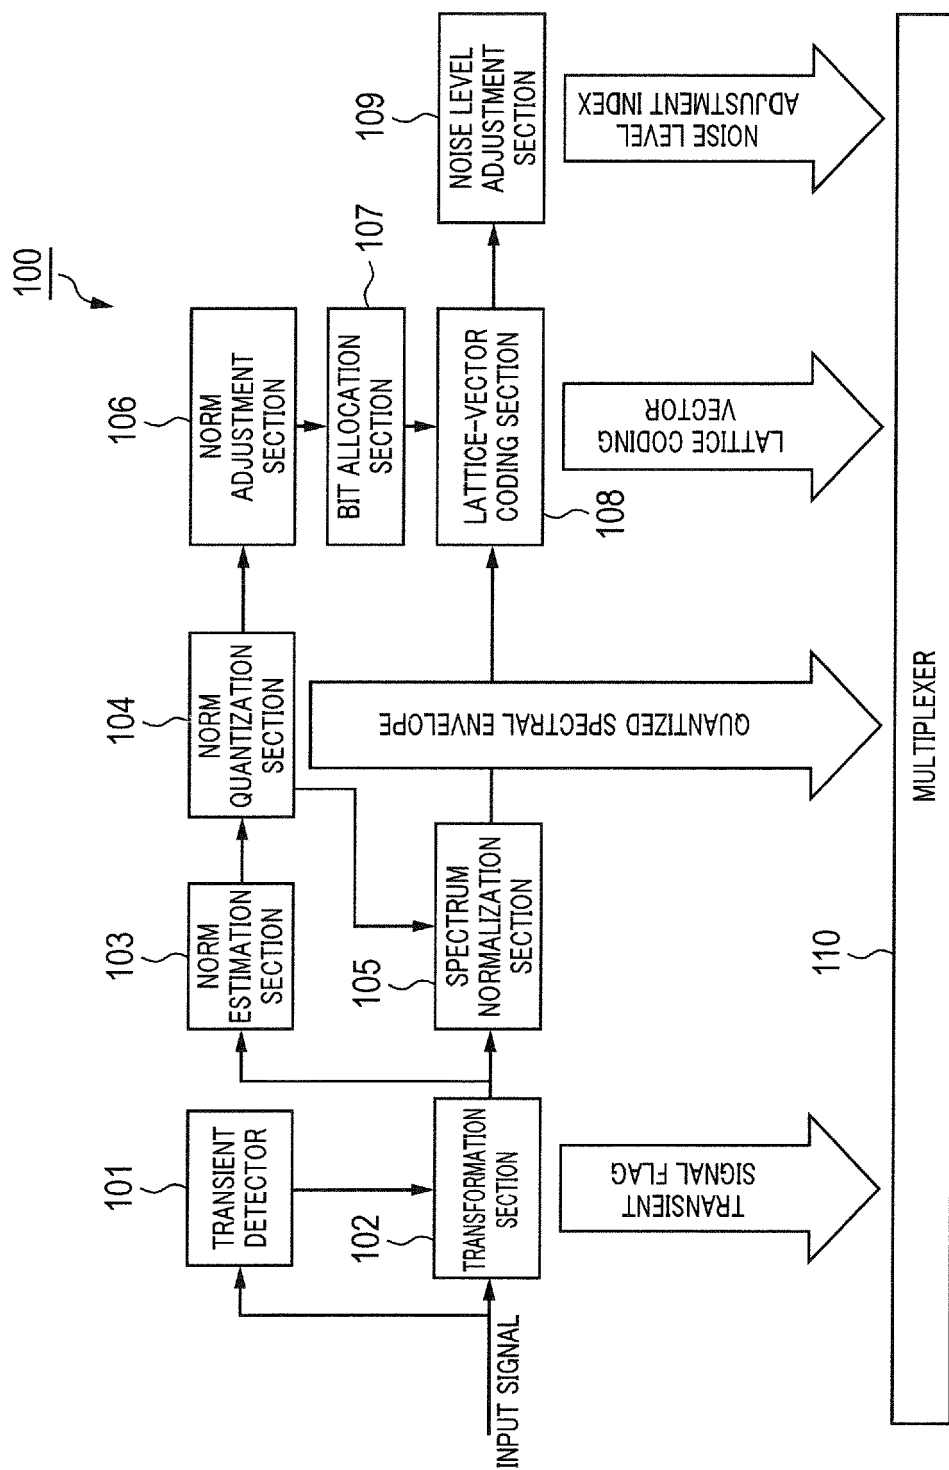 100
101
TRANSIENT
DETECTOR
103
NORM
ESTIMATION
SECTION
104
NORM
QUANTIZATION
SECTION
106
NORM
ADJUSTMENT
SECTION
BIT ALLOCATION
SECTION
107
INPUT SIGNAL
102
TRANSFORMATION
SECTION
105
SPECTRUM
NORMALIZATION
SECTION
LATTICE-VECTOR
CODING SECTION
108
109
NOISE LEVEL
ADJUSTMENT
SECTION
TRANSIENT
SIGNAL FLAG
QUANTIZED SPECTRAL ENVELOPE
LATTICE CODING
VECTOR
NOISE LEVEL
ADJUSTMENT INDEX
110
MULTIPLEXER